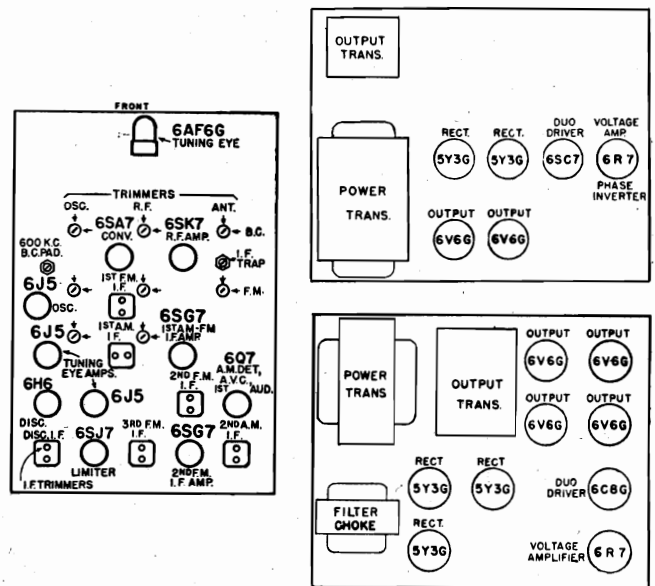 FRONT
6AF6G
TUNING EYE
TRIMMERS
OSC. R.F. ANT.
6SA7 6SK7
CONV. R.F. AMP. B.C.
600 K.C.
B.C. PAD.
I.F.
TRAP
6J5
OSC.
1ST F.M.
I.F.
F.M.
6SG7
6J5
1ST A.M.
I.F.
1ST AM-FM
I.F. AMP.
TUNING
EYE AMPS.
6Q7
A.M. DET,
A.V.C.,
1ST AUD.
6H6
6J5
2ND F.M.
I.F.
DISC.
DISC. I.F.
6SJ7
3RD F.M.
I.F.
6SG7
2ND A.M.
I.F.
LIMITER
2ND F.M.
I.F. AMP.
I.F. TRIMMERS
OUTPUT
TRANS.
POWER
TRANS.
RECT. RECT. DUO
DRIVER VOLTAGE
AMP.
5Y3G 5Y3G 6SC7 6R7
PHASE
INVERTER
OUTPUT OUTPUT
6V6G 6V6G
POWER
TRANS
OUTPUT
TRANS.
OUTPUT OUTPUT
6V6G 6V6G
OUTPUT OUTPUT
6V6G 6V6G
RECT RECT
5Y3G 5Y3G
DUO
DRIVER
6C8G
FILTER
CHOKE
RECT.
5Y3G
VOLTAGE
AMPLIFIER
6R7